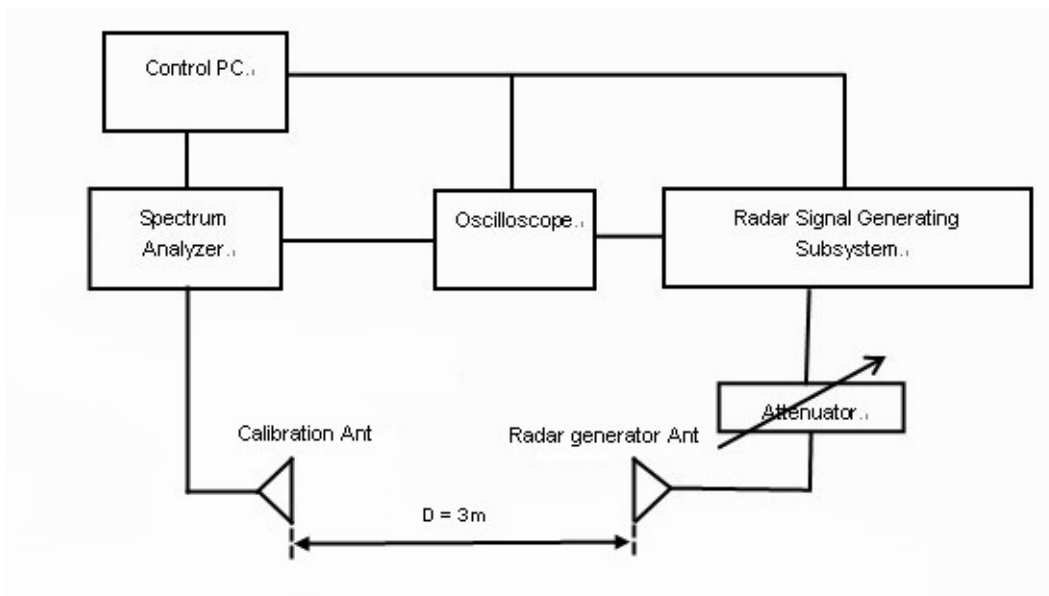 Control PC
Spectrum
Analyzer
Oscilloscope
Radar Signal Generating
Subsystem
Attenuator
Calibration Ant
Radar generator Ant
D = 3m